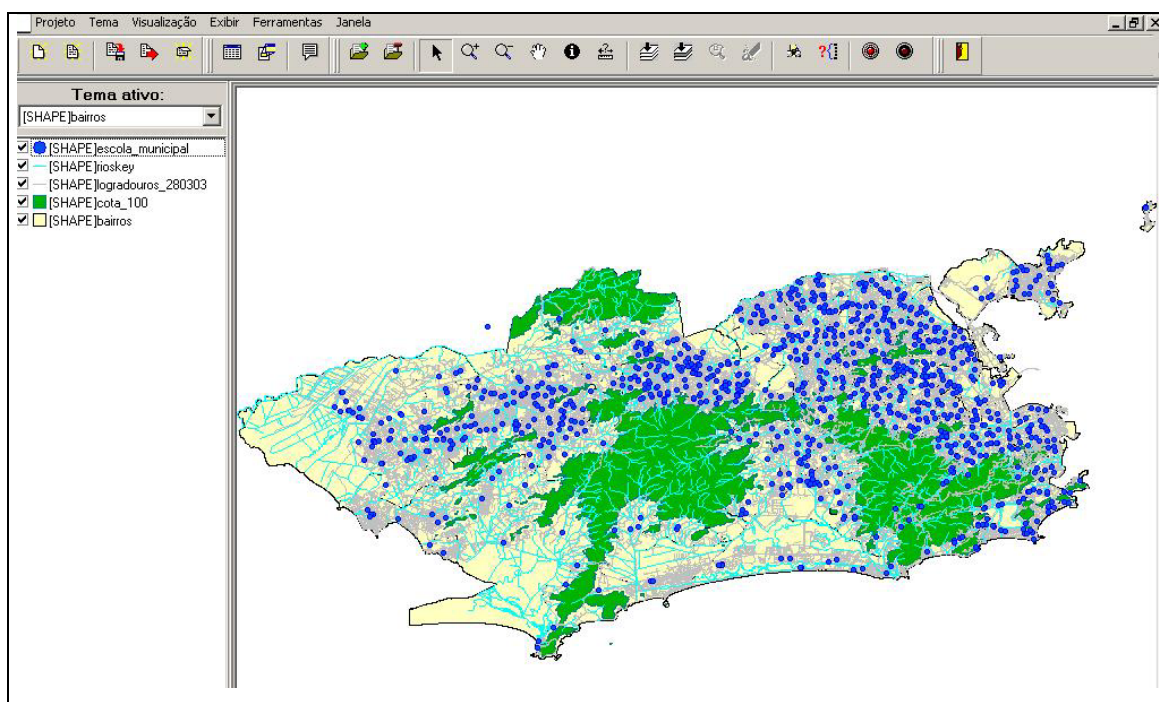 Projeto Tema Visualização Exibir Ferramentas Janela
Tema ativo:
[SHAPE]bairros
[SHAPE]escola_municipal
[SHAPE]rioskey
[SHAPE]logradouros_280303
[SHAPE]cota_100
[SHAPE]bairros